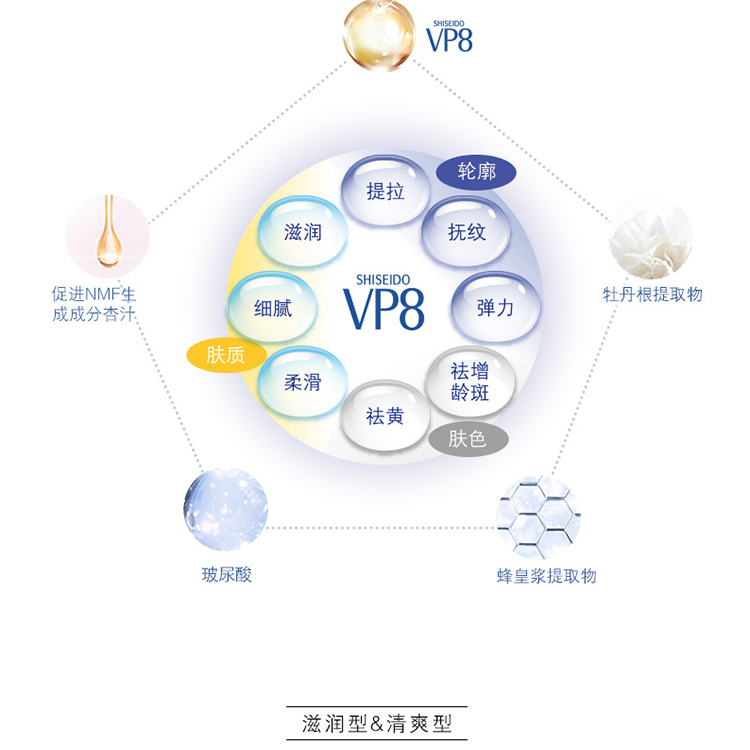 SHISEIDO
VP8
提拉
轮廓
滋润
抚纹
SHISEIDO
VP8
细腻
弹力
促进NMF生
成成分杏汁
牡丹根提取物
肤质
柔滑
祛黄
祛增
龄斑
肤色
玻尿酸
蜂皇浆提取物
滋润型&清爽型